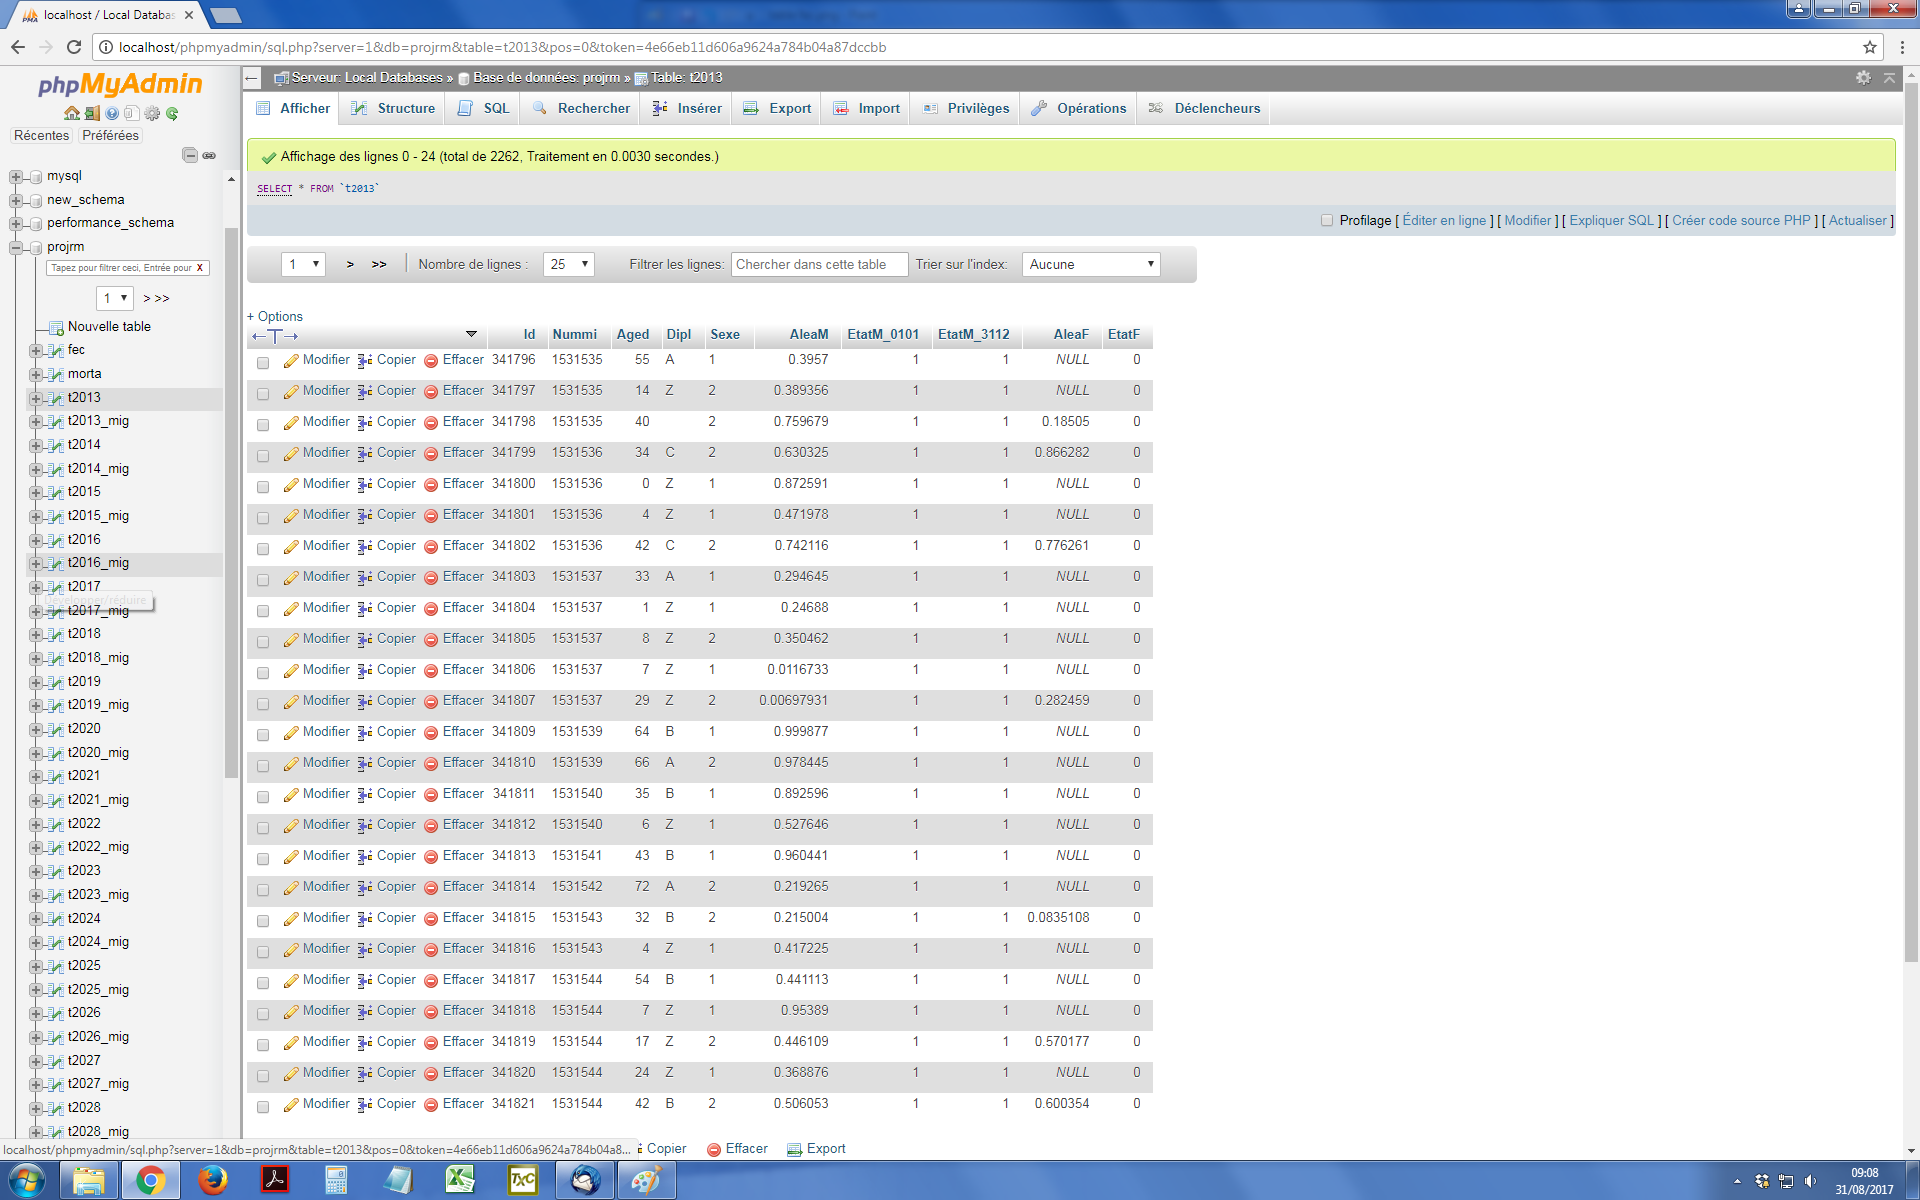 localhost / Local Databas
localhost/phpmyadmin/sql.php?server=1&db=projrm&table=t2013&pos=0&token=4e66eb11d606a9624a784b04a87dccbb
phpMyAdmin
Récentes Préférées
mysql
new_schema
performance_schema
projrm
Tapez pour filtrer ceci, Entrée pour X
1 > >>
Nouvelle table
fec
morta
t2013
t2013_mig
t2014
t2014_mig
t2015
t2015_mig
t2016
t2016_mig
t2017
t2017_mig
t2018
t2018_mig
t2019
t2019_mig
t2020
t2020_mig
t2021
t2021_mig
t2022
t2022_mig
t2023
t2023_mig
t2024
t2024_mig
t2025
t2025_mig
t2026
t2026_mig
t2027
t2027_mig
t2028
t2028_mig
Serveur: Local Databases » Base de données: projrm » Table: t2013
Afficher Structure SQL Rechercher Insérer Export Import Privilèges Opérations Déclencheurs
Affichage des lignes 0 - 24 (total de 2262, Traitement en 0.0030 secondes.)
SELECT * FROM `t2013`
Profilage [ Éditer en ligne ] [ Modifier ] [ Expliquer SQL ] [ Créer code source PHP ] [ Actualiser ]
1 > >> Nombre de lignes : 25 Filtrer les lignes: Chercher dans cette table Trier sur l'index: Aucune
+ Options
Id Nummi Aged Dipl Sexe AleaM EtatM_0101 EtatM_3112 AleaF EtatF
Modifier Copier Effacer 341796 1531535 55 A 1 0.3957 1 1 NULL 0
Modifier Copier Effacer 341797 1531535 14 Z 2 0.389356 1 1 NULL 0
Modifier Copier Effacer 341798 1531535 40 2 0.759679 1 1 0.18505 0
Modifier Copier Effacer 341799 1531536 34 C 2 0.630325 1 1 0.866282 0
Modifier Copier Effacer 341800 1531536 0 Z 1 0.872591 1 1 NULL 0
Modifier Copier Effacer 341801 1531536 4 Z 1 0.471978 1 1 NULL 0
Modifier Copier Effacer 341802 1531536 42 C 2 0.742116 1 1 0.776261 0
Modifier Copier Effacer 341803 1531537 33 A 1 0.294645 1 1 NULL 0
Modifier Copier Effacer 341804 1531537 1 Z 1 0.24688 1 1 NULL 0
Modifier Copier Effacer 341805 1531537 8 Z 2 0.350462 1 1 NULL 0
Modifier Copier Effacer 341806 1531537 7 Z 1 0.0116733 1 1 NULL 0
Modifier Copier Effacer 341807 1531537 29 Z 2 0.00697931 1 1 0.282459 0
Modifier Copier Effacer 341809 1531539 64 B 1 0.999877 1 1 NULL 0
Modifier Copier Effacer 341810 1531539 66 A 2 0.978445 1 1 NULL 0
Modifier Copier Effacer 341811 1531540 35 B 1 0.892596 1 1 NULL 0
Modifier Copier Effacer 341812 1531540 6 Z 1 0.527646 1 1 NULL 0
Modifier Copier Effacer 341813 1531541 43 B 1 0.960441 1 1 NULL 0
Modifier Copier Effacer 341814 1531542 72 A 2 0.219265 1 1 NULL 0
Modifier Copier Effacer 341815 1531543 32 B 2 0.215004 1 1 0.0835108 0
Modifier Copier Effacer 341816 1531543 4 Z 1 0.417225 1 1 NULL 0
Modifier Copier Effacer 341817 1531544 54 B 1 0.441113 1 1 NULL 0
Modifier Copier Effacer 341818 1531544 7 Z 1 0.95389 1 1 NULL 0
Modifier Copier Effacer 341819 1531544 17 Z 2 0.446109 1 1 0.570177 0
Modifier Copier Effacer 341820 1531544 24 Z 1 0.368876 1 1 NULL 0
Modifier Copier Effacer 341821 1531544 42 B 2 0.506053 1 1 0.600354 0
localhost/phpmyadmin/sql.php?server=1&db=projrm&table=t2013&pos=0&token=4e66eb11d606a9624a784b04a8... Copier Effacer Export
TXC
09:08
31/08/2017